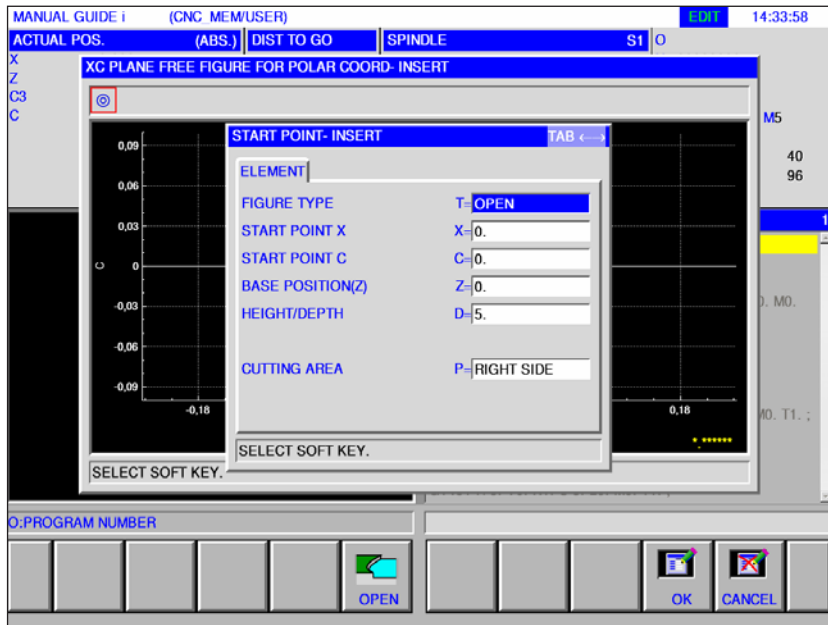 MANUAL GUIDE i (CNC_MEM/USER) EDIT 14:33:58
ACTUAL POS. (ABS.) DIST TO GO SPINDLE S1 O
X
Z
C3
C
XC PLANE FREE FIGURE FOR POLAR COORD- INSERT
M5
40
96
START POINT- INSERT TAB
ELEMENT
FIGURE TYPE T=OPEN
START POINT X X=0.
START POINT C C=0.
BASE POSITION(Z) Z=0.
HEIGHT/DEPTH D=5.
CUTTING AREA P=RIGHT SIDE
SELECT SOFT KEY.
0,09
0,06
0,03
C 0
-0,03
-0,06
-0,09
-0,18 0,18
*.******
1
0. M0.
M0. T1. ;
SELECT SOFT KEY.
O:PROGRAM NUMBER
OPEN OK CANCEL